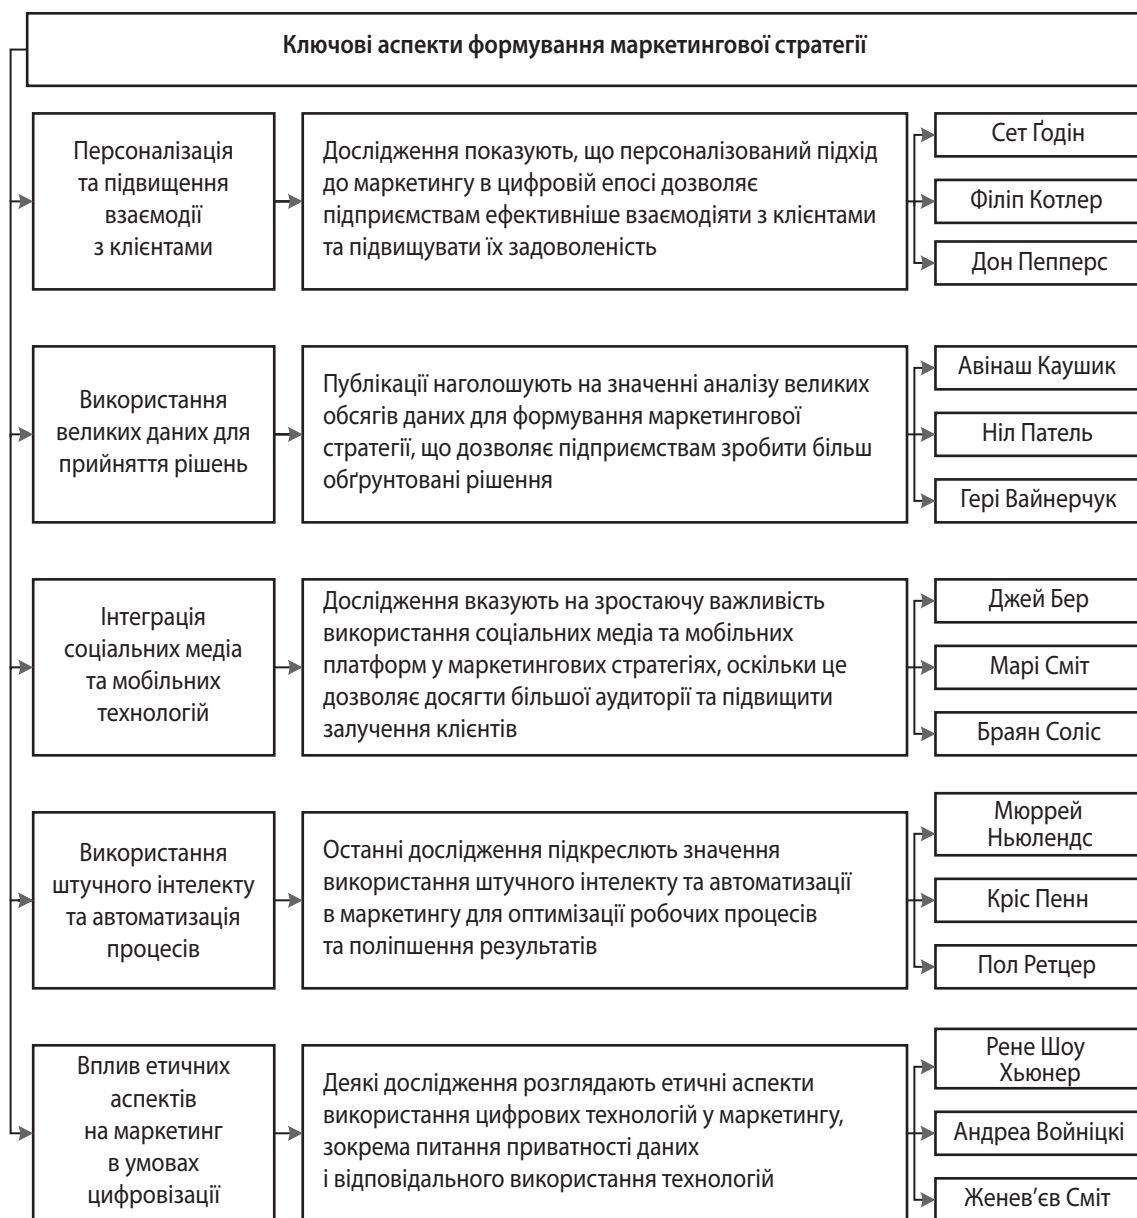 Ключові аспекти формування маркетингової стратегії
Персоналізація
та підвищення
взаємодії
з клієнтами
Дослідження показують, що персоналізований підхід
до маркетингу в цифровій епосі дозволяє
підприємствам ефективніше взаємодіяти з клієнтами
та підвищувати їх задоволеність
Сет Ґодін
Філіп Котлер
Дон Пепперс
Використання
великих даних для
прийняття рішень
Публікації наголошують на значенні аналізу великих
обсягів даних для формування маркетингової
стратегії, що дозволяє підприємствам зробити більш
обґрунтовані рішення
Авінаш Каушик
Ніл Патель
Гері Вайнерчук
Інтеграція
соціальних медіа
та мобільних
технологій
Дослідження вказують на зростаючу важливість
використання соціальних медіа та мобільних
платформ у маркетингових стратегіях, оскільки це
дозволяє досягти більшої аудиторії та підвищити
залучення клієнтів
Джей Бер
Марі Сміт
Браян Соліс
Використання
штучного інтелекту
та автоматизація
процесів
Останні дослідження підкреслють значення
використання штучного інтелекту та автоматизації
в маркетингу для оптимізації робочих процесів
та поліпшення результатів
Мюррей
Ньюлендс
Кріс Пенн
Пол Ретцер
Вплив етичних
аспектів
на маркетинг
в умовах
цифровізації
Деякі дослідження розглядають етичні аспекти
використання цифрових технологій у маркетингу,
зокрема питання приватності даних
і відповідального використання технологій
Рене Шоу
Хьюнер
Андреа Войніцкі
Женев’єв Сміт